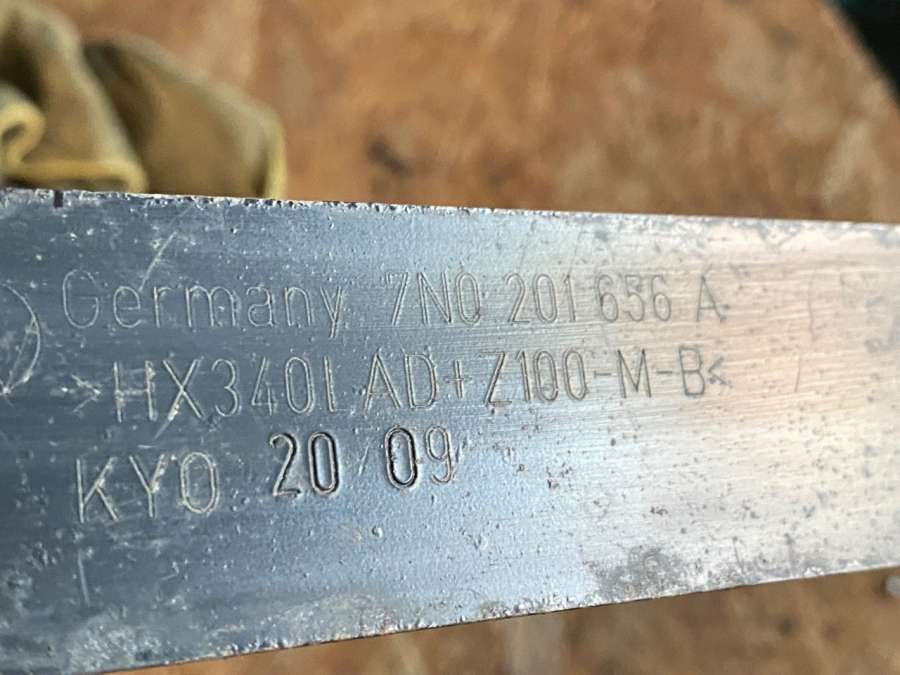 Germany 7N0 201 656 A
>HX340LAD+Z100-M-B<
KYO 20 09